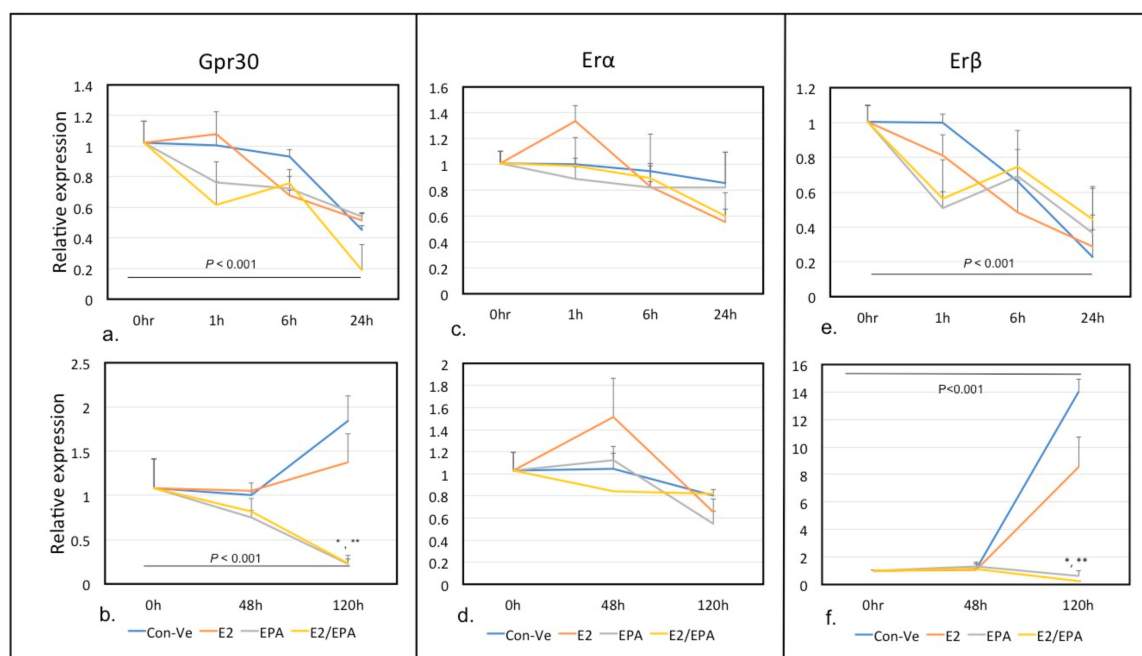 Gpr30
Relative expression
1.4
1.2
1
0.8
0.6
0.4
0.2
0
P < 0.001
0hr 1h 6h 24h
a.
Relative expression
2.5
2
1.5
1
0.5
0
*, **
P < 0.001
0h 48h 120h
b.
Con-Ve E2 EPA E2/EPA
Erα
1.6
1.4
1.2
1
0.8
0.6
0.4
0.2
0
0hr 1h 6h 24h
c.
2
1.8
1.6
1.4
1.2
1
0.8
0.6
0.4
0.2
0
0h 48h 120h
d.
Con-Ve E2 EPA E2/EPA
Erβ
1.2
1
0.8
0.6
0.4
0.2
0
P < 0.001
0hr 1h 6h 24h
e.
16
14
12
10
8
6
4
2
0
P<0.001
*, **
0hr 48h 120h
f.
Con-Ve E2 EPA E2/EPA